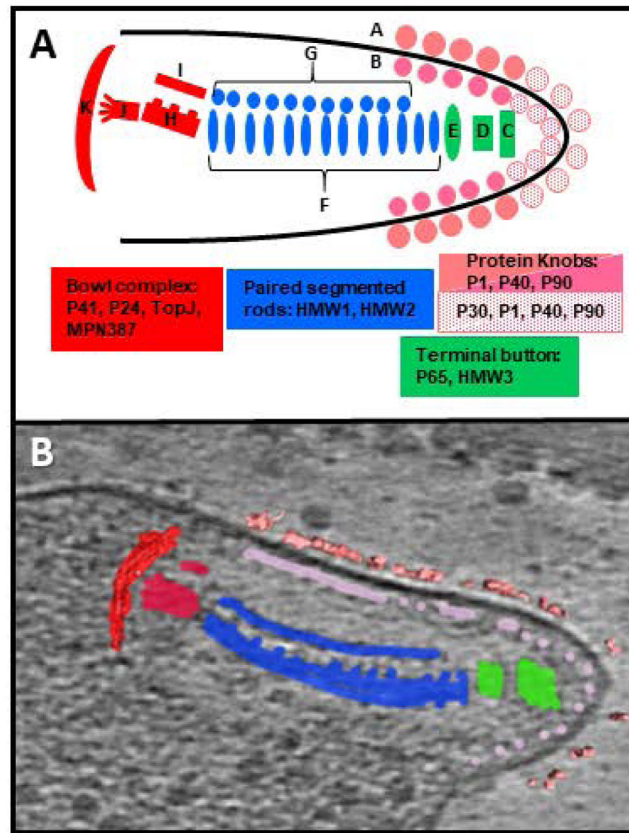 A
A
B
G
I
K
J
H
E
D
C
F
Bowl complex:
P41, P24, TopJ,
MPN387
Paired segmented
rods: HMW1, HMW2
Protein Knobs:
P1, P40, P90
P30, P1, P40, P90
Terminal button:
P65, HMW3
B